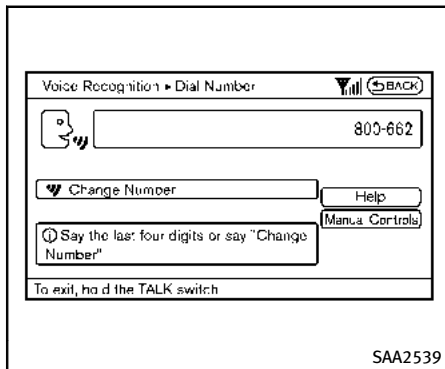 Voice Recognition ▸ Dial Number
BACK
800-662
Change Number
Help
Manual Controls
Say the last four digits or say "Change
Number"
To exit, hold the TALK switch
SAA2539